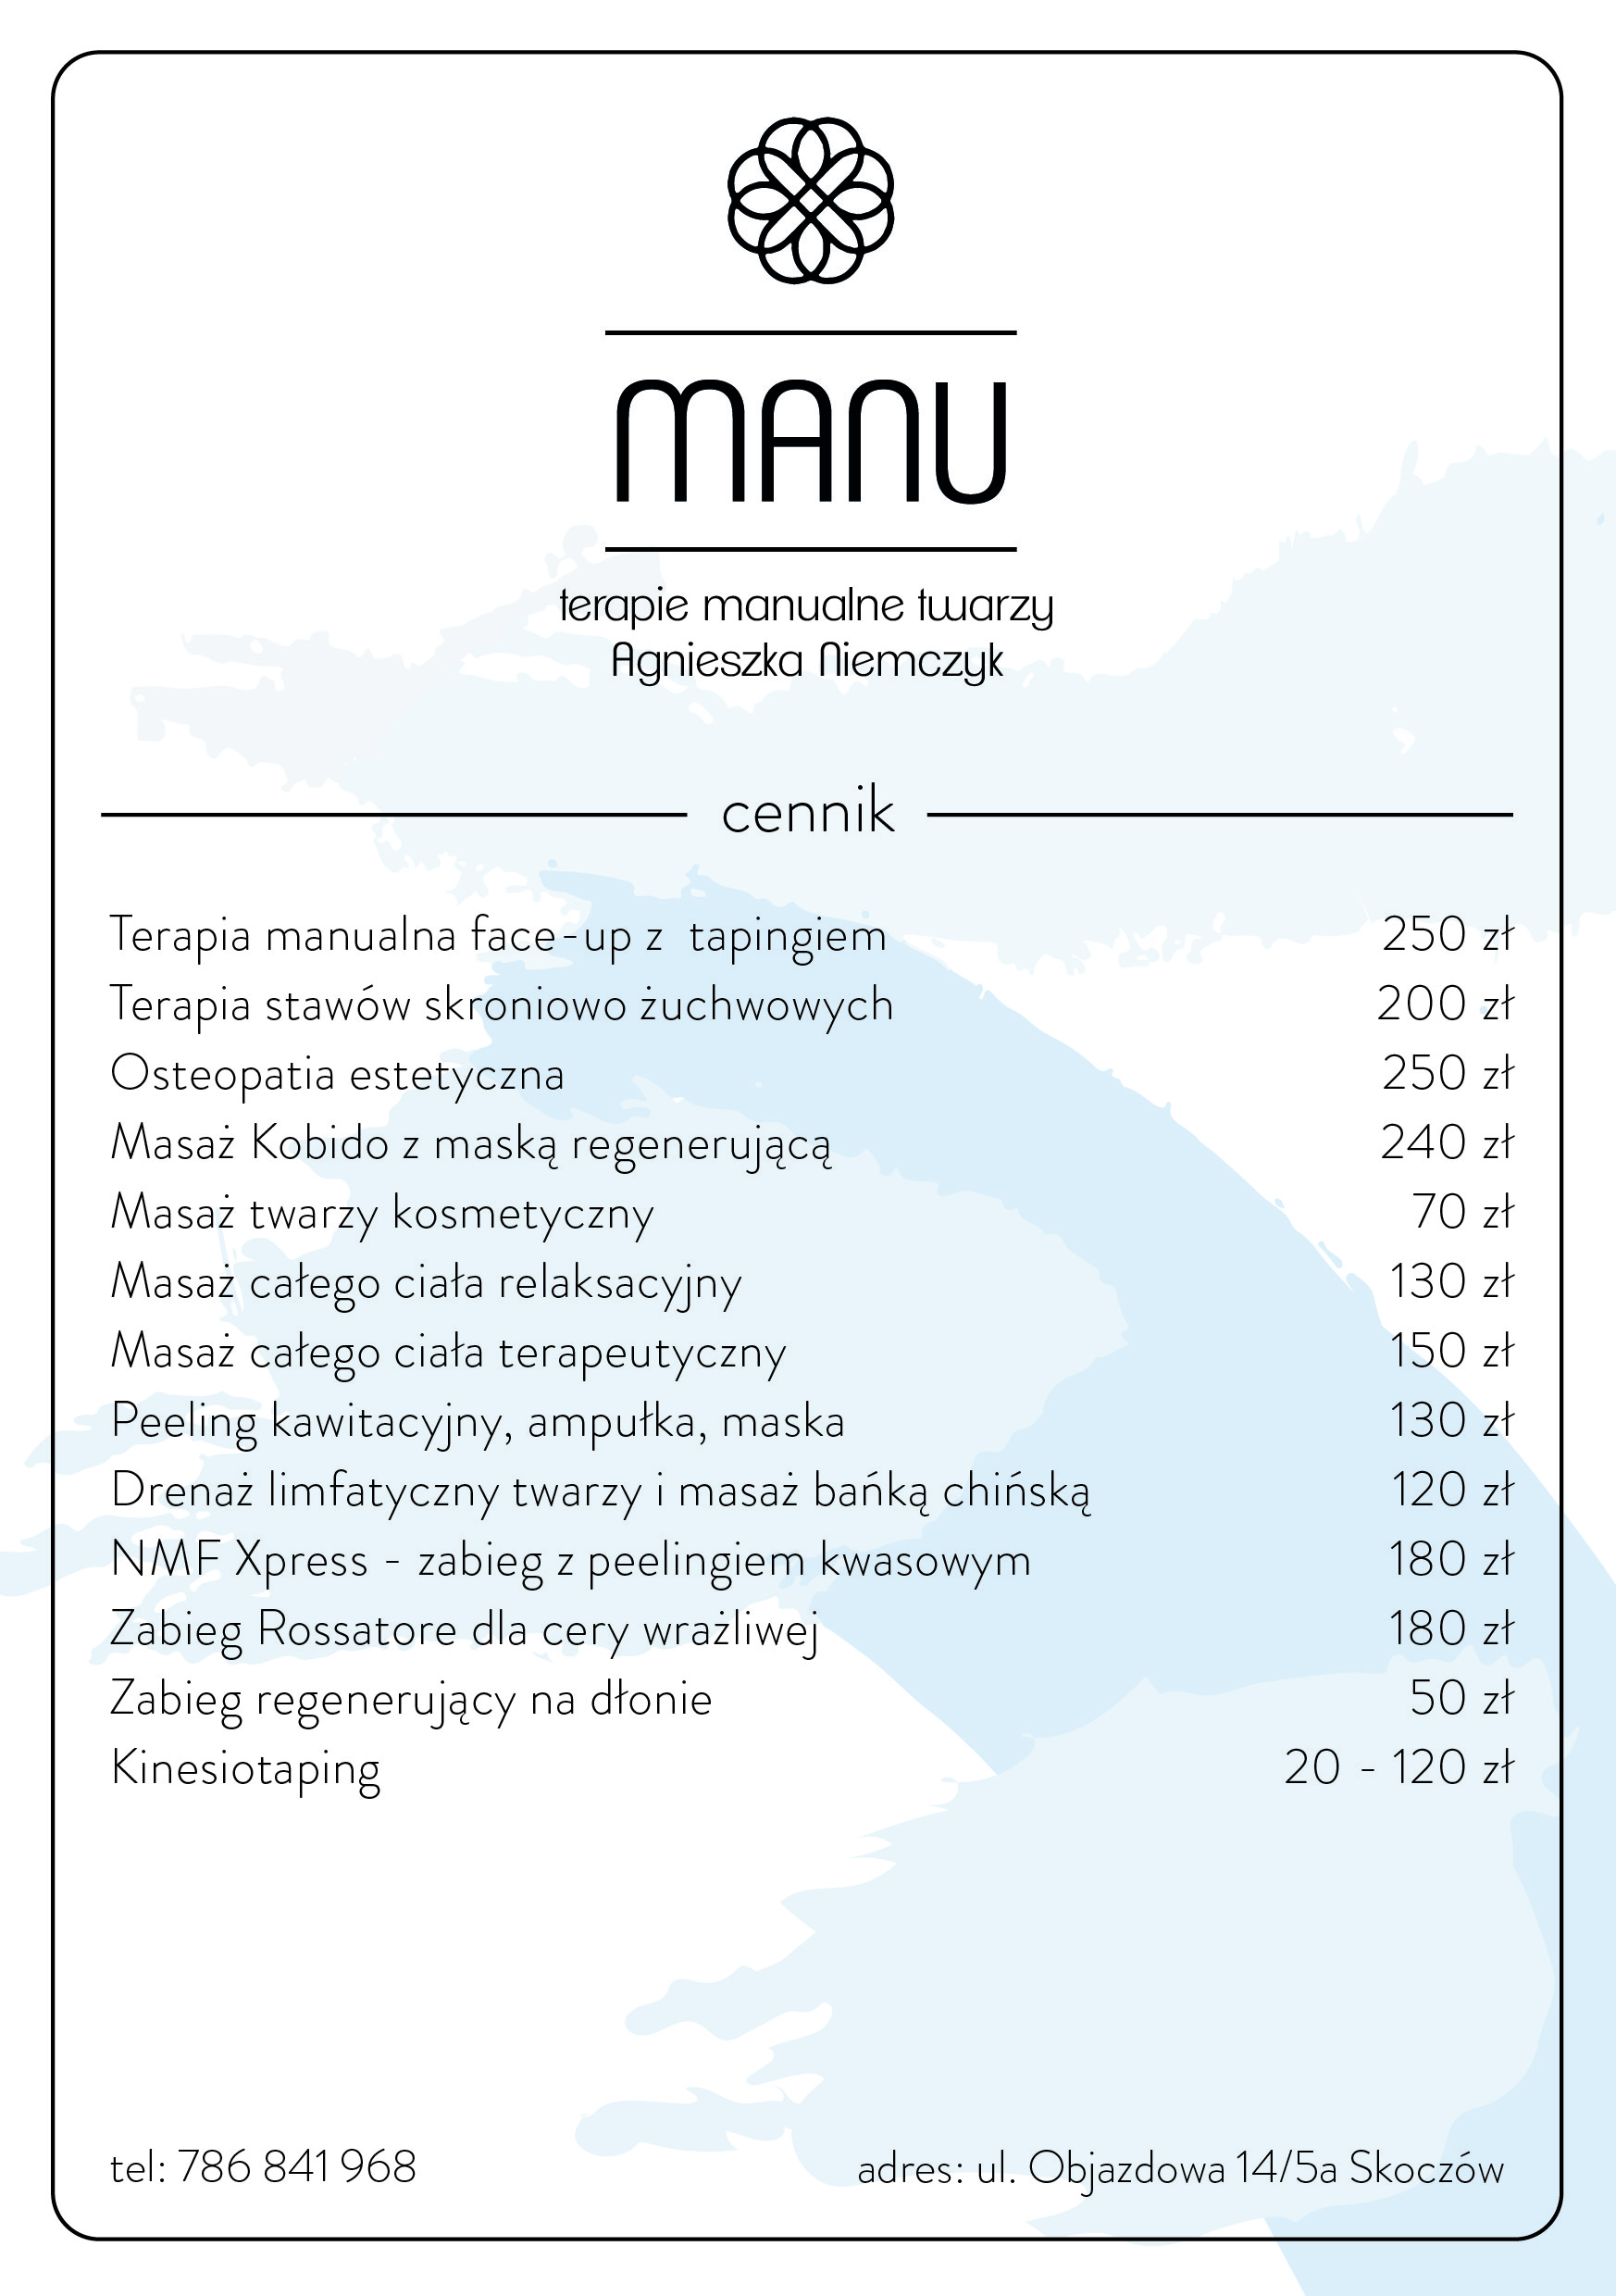 MANU
terapie manualne twarzy
Agnieszka Niemczyk
cennik
Terapia manualna face-up z tapingiem 250 zł
Terapia stawów skroniowo żuchwowych 200 zł
Osteopatia estetyczna 250 zł
Masaż Kobido z maską regenerującą 240 zł
Masaż twarzy kosmetyczny 70 zł
Masaż całego ciała relaksacyjny 130 zł
Masaż całego ciała terapeutyczny 150 zł
Peeling kawitacyjny, ampułka, maska 130 zł
Drenaż limfatyczny twarzy i masaż bańką chińską 120 zł
NMF Xpress - zabieg z peelingiem kwasowym 180 zł
Zabieg Rossatore dla cery wrażliwej 180 zł
Zabieg regenerujący na dłonie 50 zł
Kinesiotaping 20 - 120 zł
tel: 786 841 968 adres: ul. Objazdowa 14/5a Skoczów